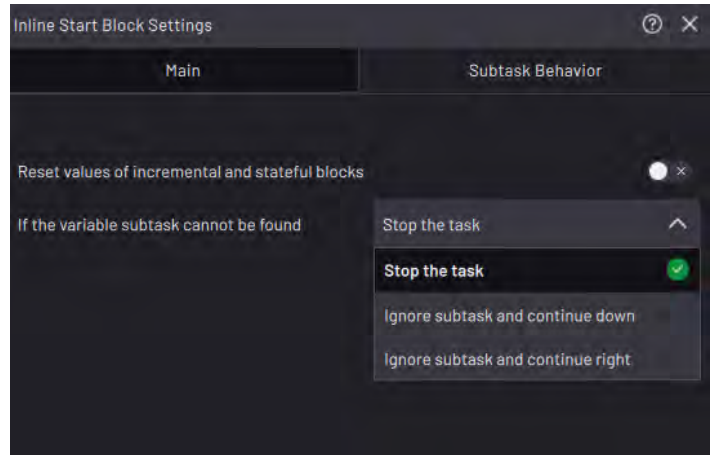 Inline Start Block Settings
Main
Subtask Behavior
Reset values of incremental and stateful blocks
If the variable subtask cannot be found
Stop the task
Stop the task
Ignore subtask and continue down
Ignore subtask and continue right